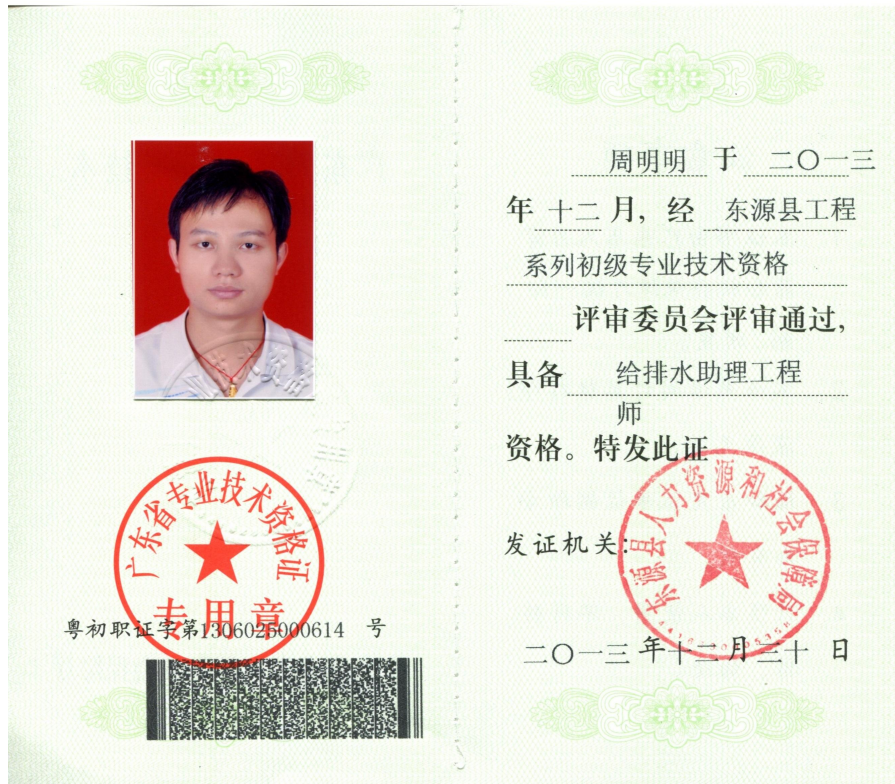 广东省专业技术资格证
专用章
粤初职证字第1306026000614 号
周明明 于 二〇一三
年 十二 月, 经 东源县工程
系列初级专业技术资格
评审委员会评审通过,
具备 给排水助理工程
师
资格。特发此证
发证机关:
东源县人力资源和社会保障局
二〇一三 年十二月三十 日